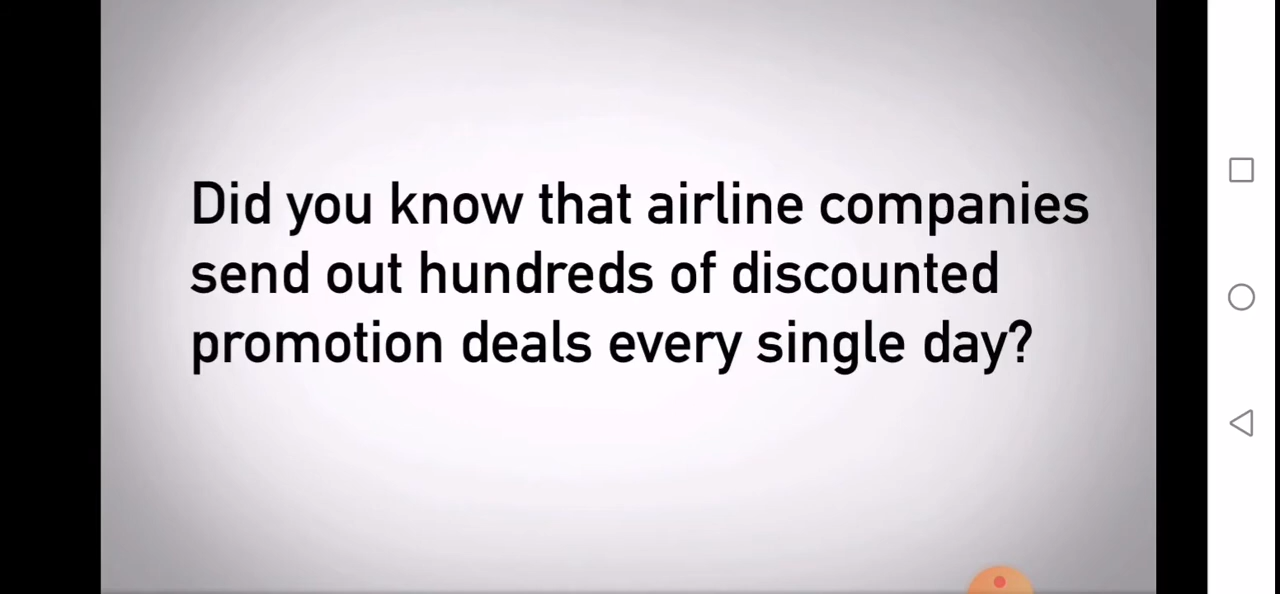 Did you know that airline companies
send out hundreds of discounted
promotion deals every single day?